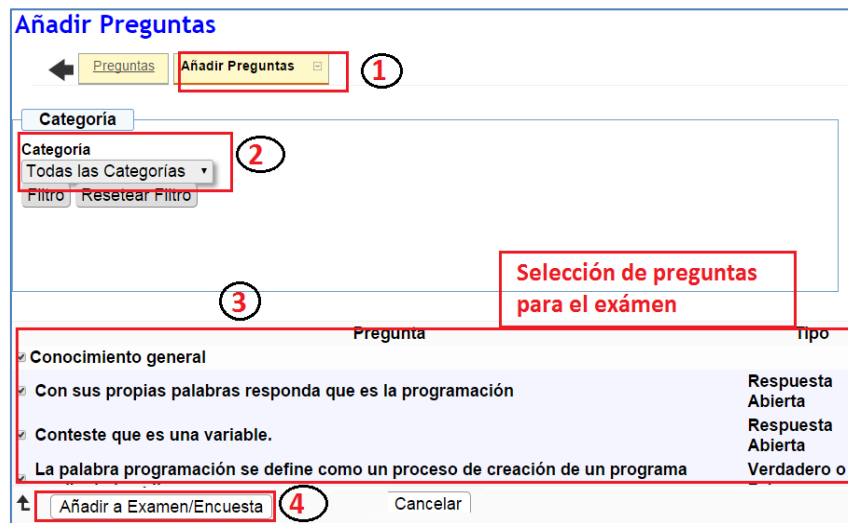 Añadir Preguntas
Preguntas
Añadir Preguntas
1
Categoría
Categoría
2
Todas las Categorías
Filtro Resetear Filtro
Selección de preguntas
para el exámen
3
Pregunta Tipo
Conocimiento general
Con sus propias palabras responda que es la programación Respuesta
Abierta
Conteste que es una variable. Respuesta
Abierta
La palabra programación se define como un proceso de creación de un programa Verdadero o
Añadir a Examen/Encuesta 4 Cancelar